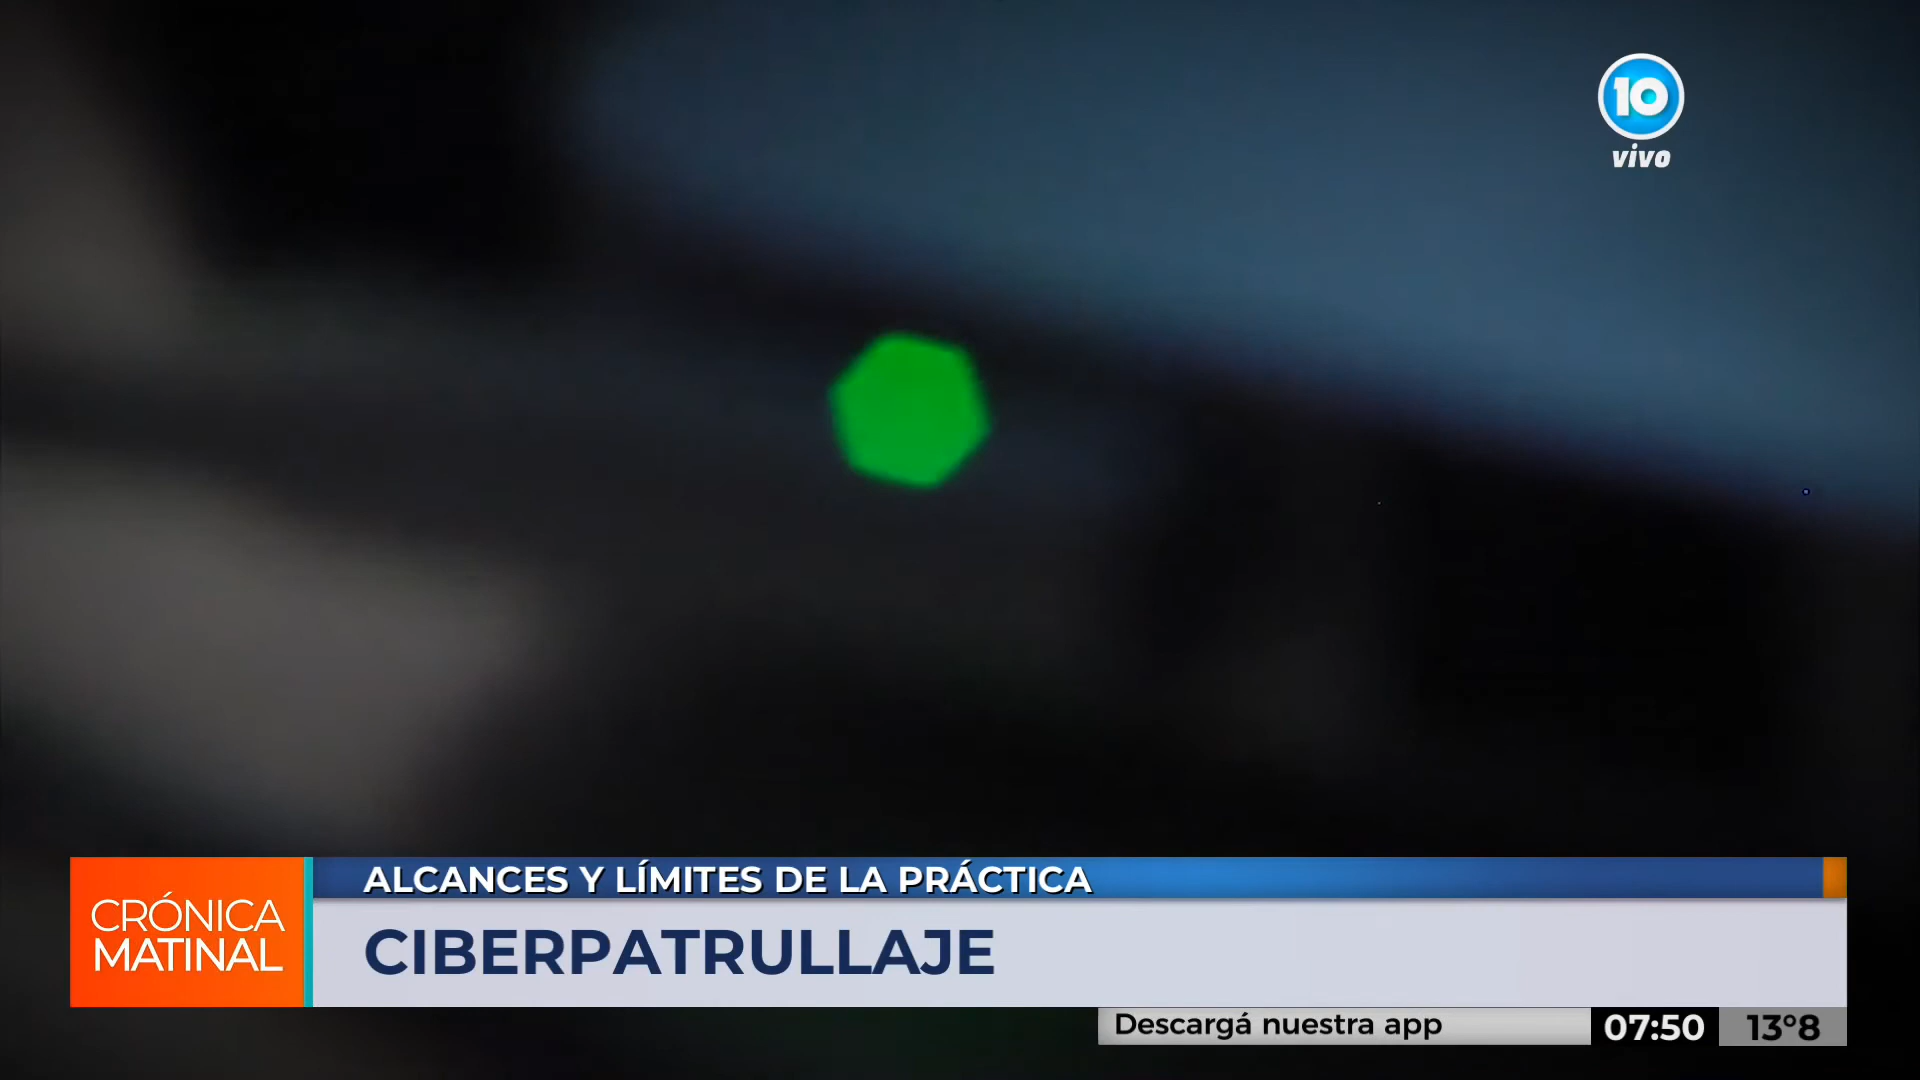 10
vivo
ALCANCES Y LÍMITES DE LA PRÁCTICA
CRÓNICA
MATINAL
CIBERPATRULLAJE
Descargá nuestra app
07:50
13°8